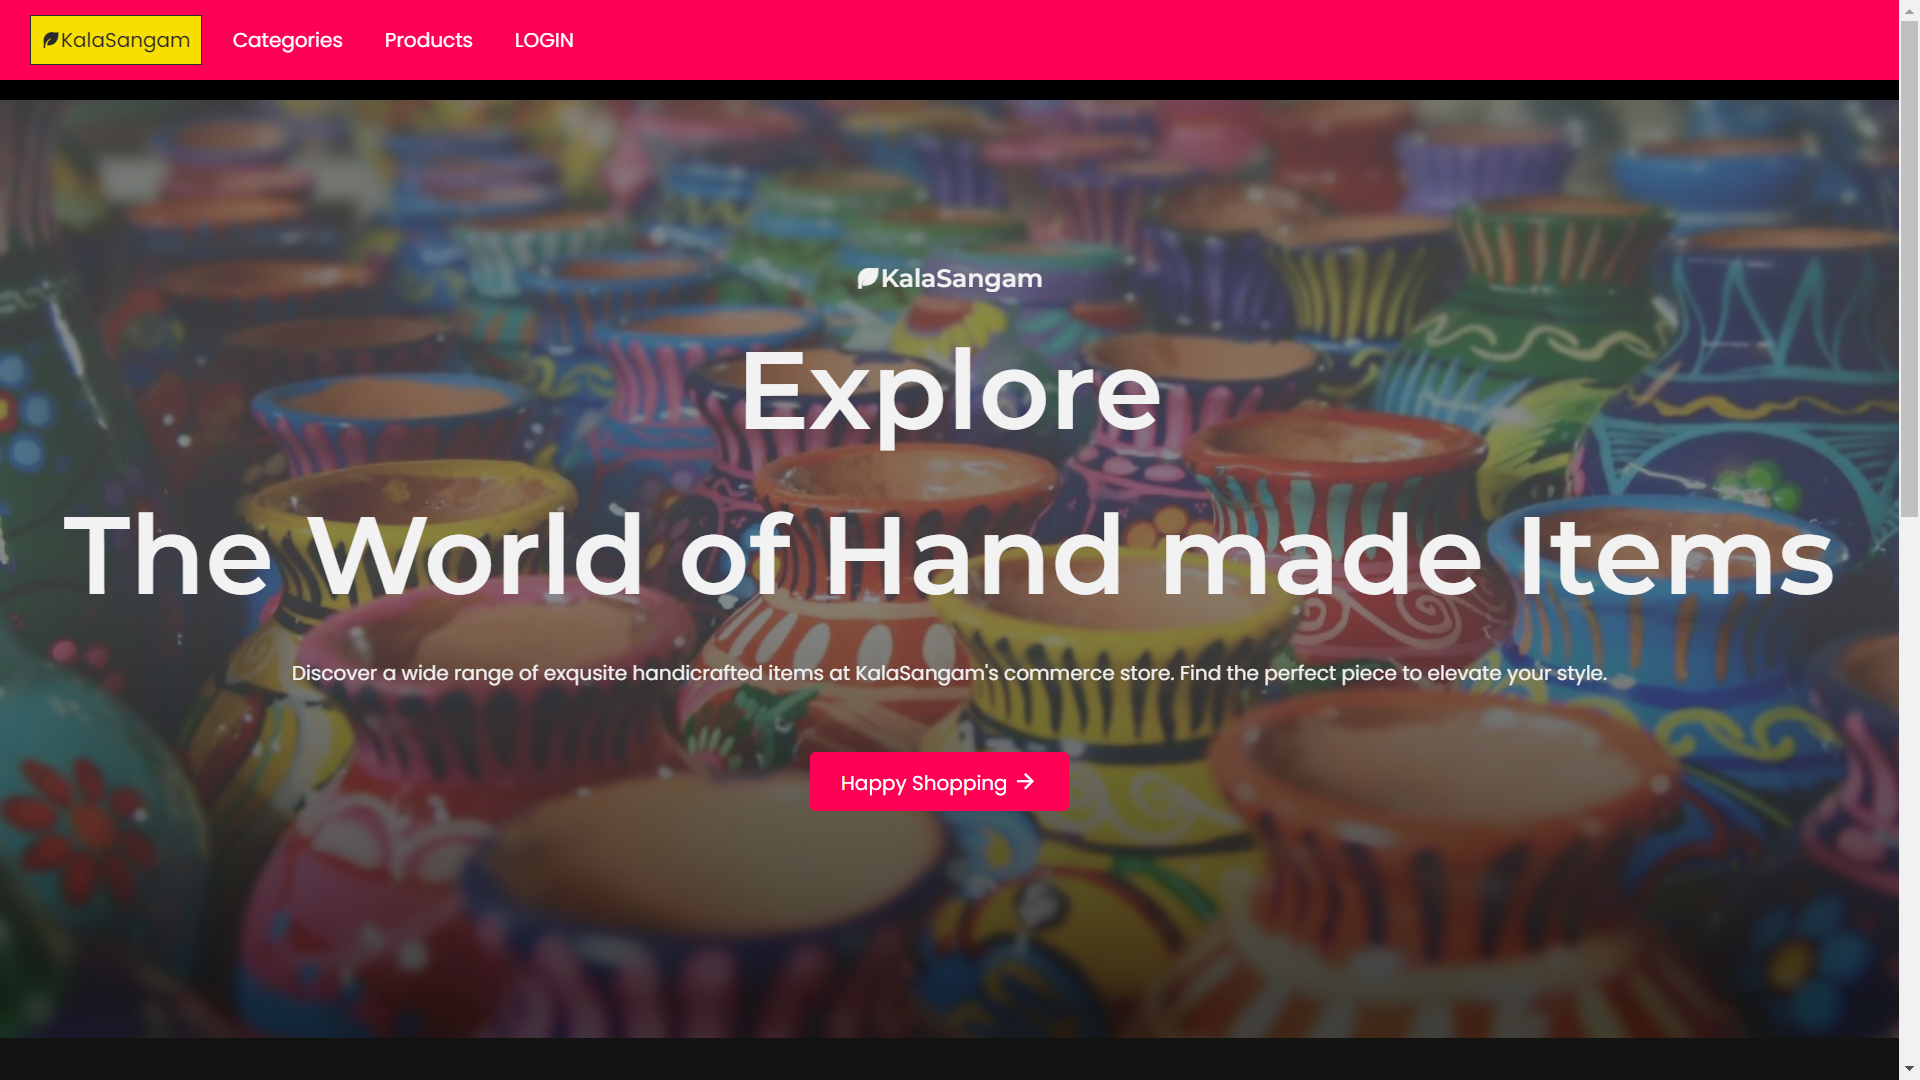 KalaSangam Categories Products LOGIN
KalaSangam
Explore
The World of Hand made Items
Discover a wide range of exqusite handicrafted items at KalaSangam's commerce store. Find the perfect piece to elevate your style.
Happy Shopping →